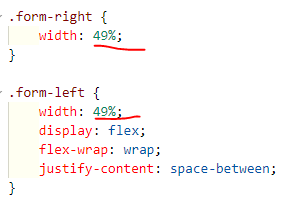 .form-right {
width: 49%;
}
.form-left {
width: 49%;
display: flex;
flex-wrap: wrap;
justify-content: space-between;
}